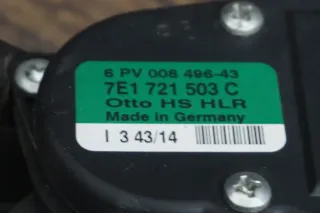 6 PV 008 496-43
7E1 721 503 C
Otto HS HLR
Made in Germany
I 3 43/14